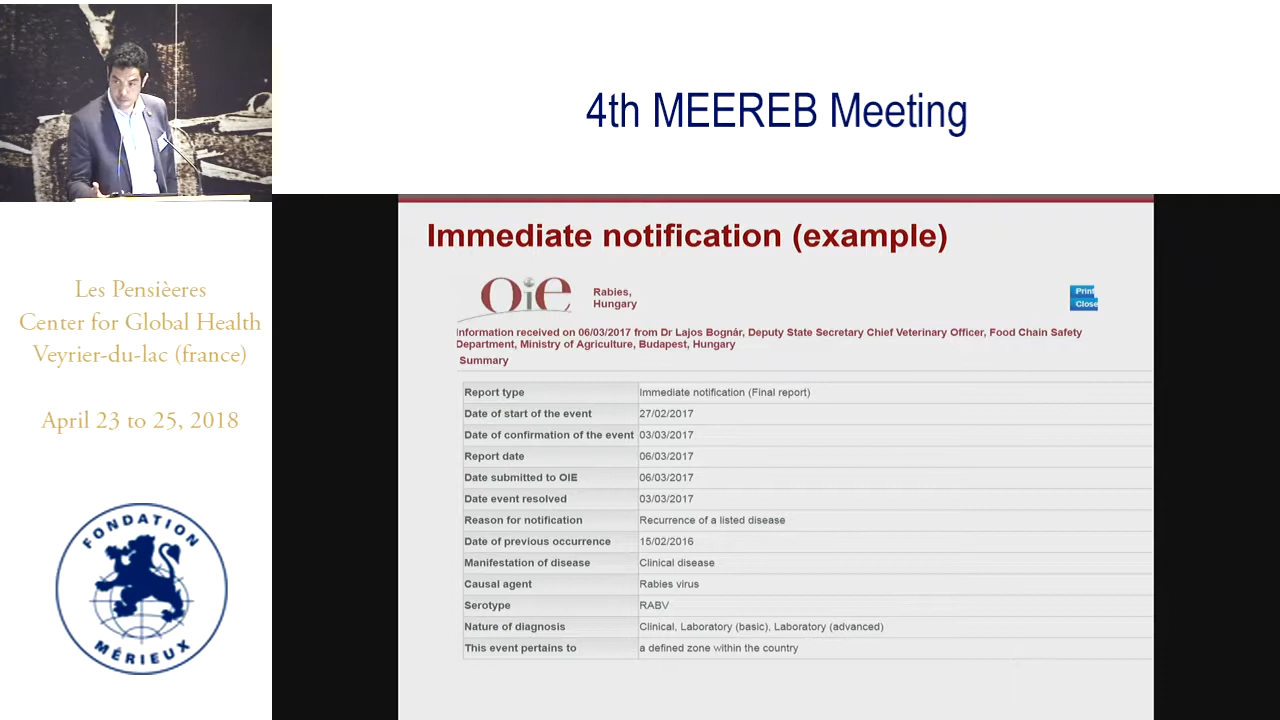 4th MEEREB Meeting
Les Pensièeres
Center for Global Health
Veyrier-du-lac (france)
April 23 to 25, 2018
FONDATION
MÉRIEUX
Immediate notification (example)
Oie
Rabies,
Hungary
Print
Close
Information received on 06/03/2017 from Dr Lajos Bognár, Deputy State Secretary Chief Veterinary Officer, Food Chain Safety
Department, Ministry of Agriculture, Budapest, Hungary
Summary
Report type Immediate notification (Final report)
Date of start of the event 27/02/2017
Date of confirmation of the event 03/03/2017
Report date 06/03/2017
Date submitted to OIE 06/03/2017
Date event resolved 03/03/2017
Reason for notification Recurrence of a listed disease
Date of previous occurrence 15/02/2016
Manifestation of disease Clinical disease
Causal agent Rabies virus
Serotype RABV
Nature of diagnosis Clinical, Laboratory (basic), Laboratory (advanced)
This event pertains to a defined zone within the country